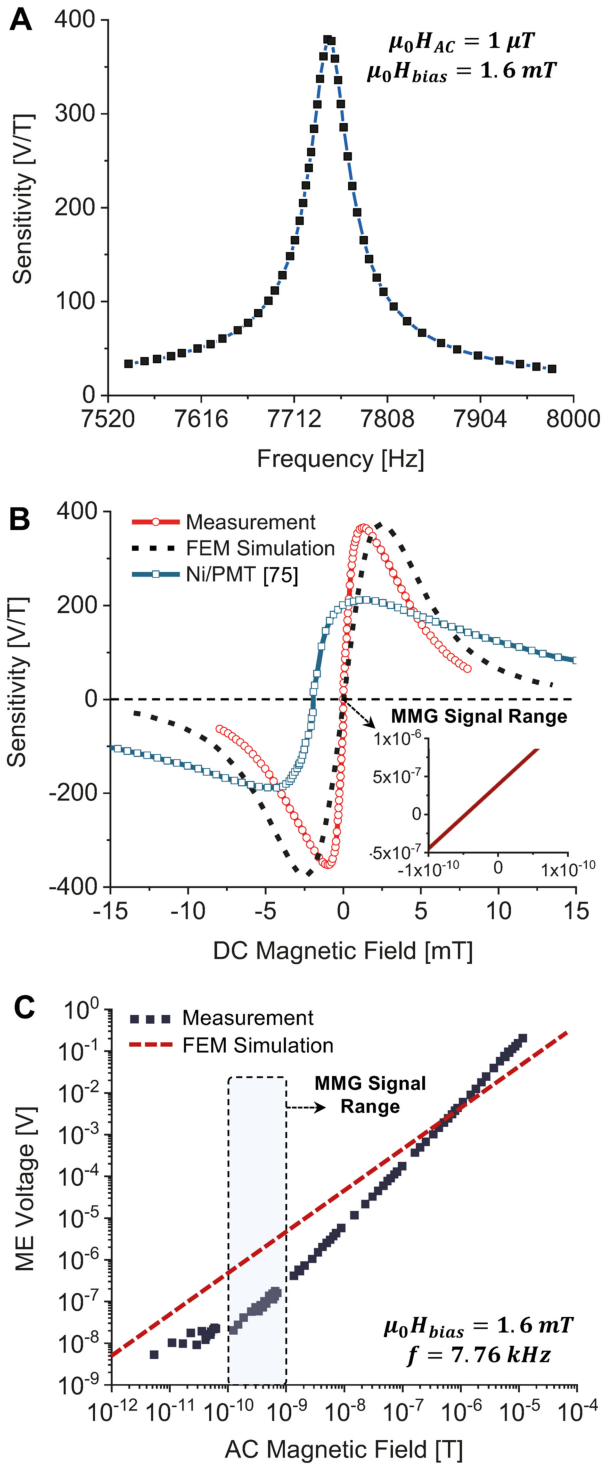 A
400
300
200
100
0
Sensitivity [V/T]
μ₀H_AC = 1 μT
μ₀H_bias = 1.6 mT
7520 7616 7712 7808 7904 8000
Frequency [Hz]
B
400
200
0
-200
-400
Sensitivity [V/T]
Measurement
FEM Simulation
Ni/PMT [75]
MMG Signal Range
1x10⁻⁶
5x10⁻⁷
0
-5x10⁻⁷
-1x10⁻¹⁰ 0 1x10⁻¹⁰
-15 -10 -5 0 5 10 15
DC Magnetic Field [mT]
C
10⁰
10⁻¹
10⁻²
10⁻³
10⁻⁴
10⁻⁵
10⁻⁶
10⁻⁷
10⁻⁸
10⁻⁹
ME Voltage [V]
Measurement
FEM Simulation
MMG Signal
Range
μ₀H_bias = 1.6 mT
f = 7.76 kHz
10⁻¹² 10⁻¹¹ 10⁻¹⁰ 10⁻⁹ 10⁻⁸ 10⁻⁷ 10⁻⁶ 10⁻⁵ 10⁻⁴
AC Magnetic Field [T]